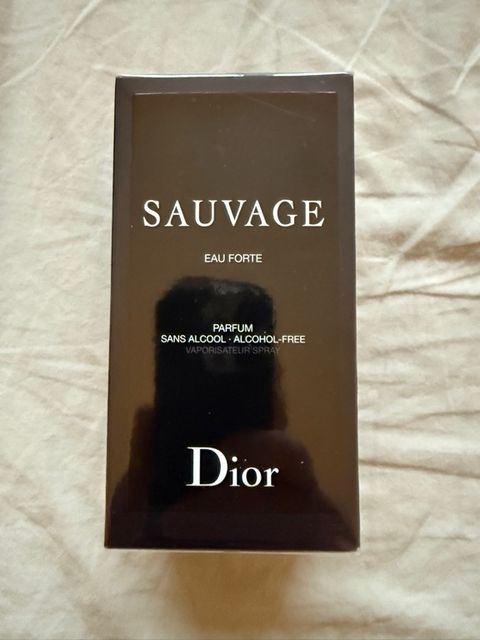 SAUVAGE
EAU FORTE
PARFUM
SANS ALCOOL · ALCOHOL-FREE
VAPORISATEUR SPRAY
Dior